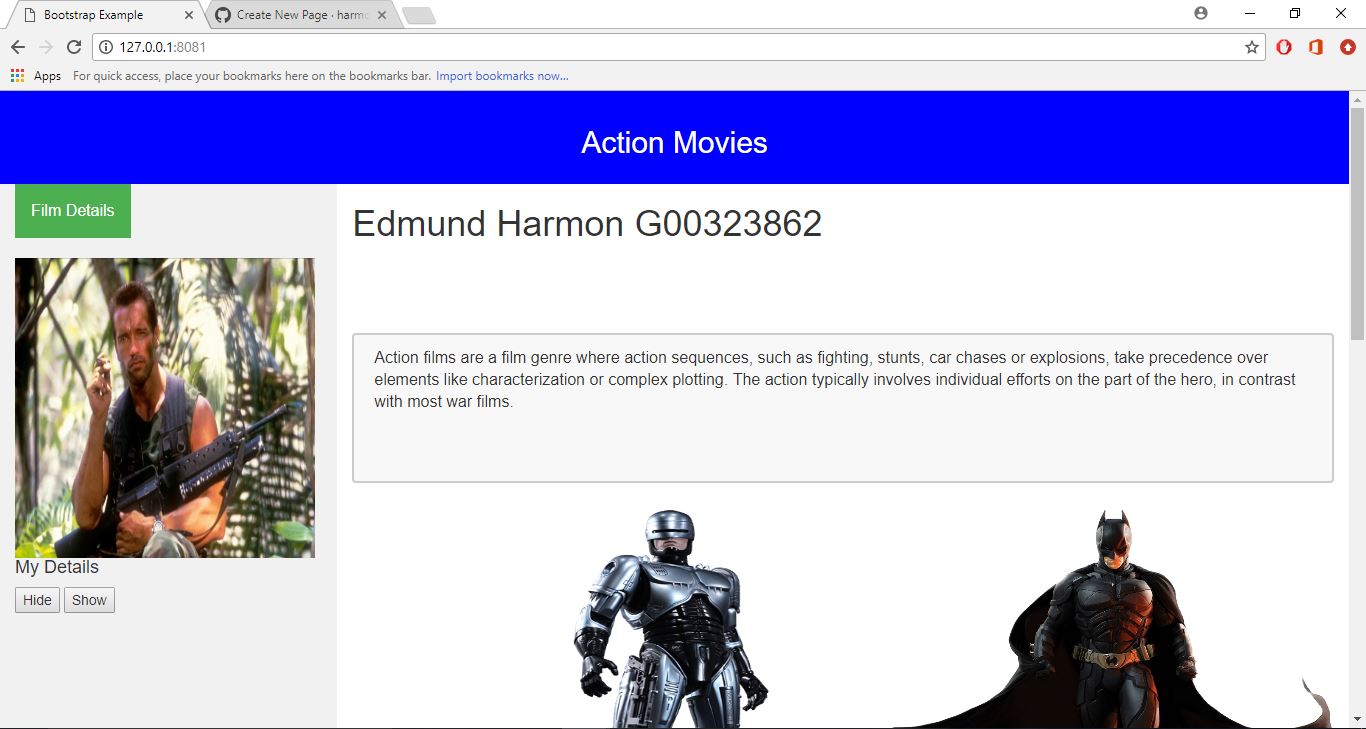 Bootstrap Example
Create New Page · harmo
127.0.0.1:8081
Apps For quick access, place your bookmarks here on the bookmarks bar. Import bookmarks now...
Action Movies
Film Details
Edmund Harmon G00323862
Action films are a film genre where action sequences, such as fighting, stunts, car chases or explosions, take precedence over
elements like characterization or complex plotting. The action typically involves individual efforts on the part of the hero, in contrast
with most war films.
My Details
Hide Show